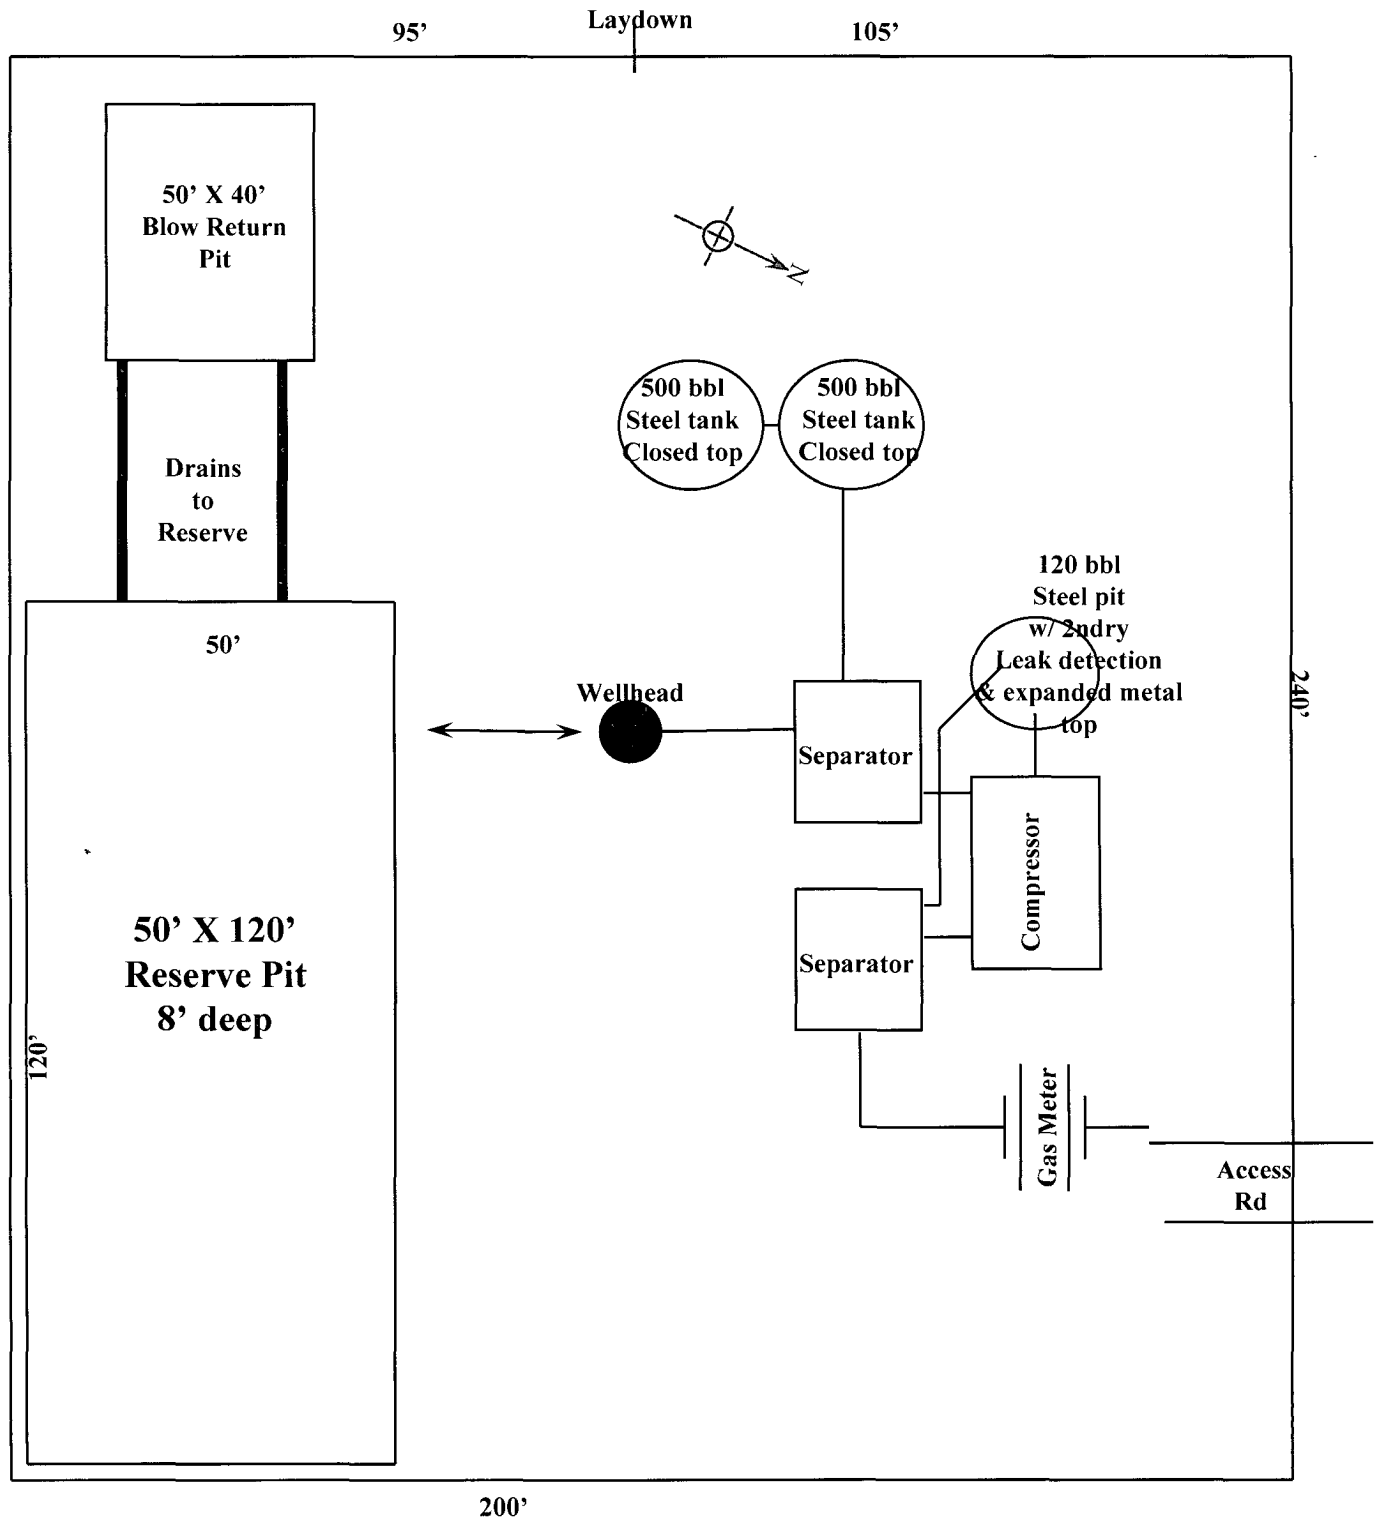 95’
Laydown
105’
50’ X 40’
Blow Return
Pit
N
500 bbl
Steel tank
Closed top
500 bbl
Steel tank
Closed top
Drains
to
Reserve
120 bbl
Steel pit
w/ 2ndry
Leak detection
& expanded metal
top
50’
Wellhead
240’
Separator
Compressor
50’ X 120’
Reserve Pit
8’ deep
Separator
120’
Gas Meter
Access
Rd
200’